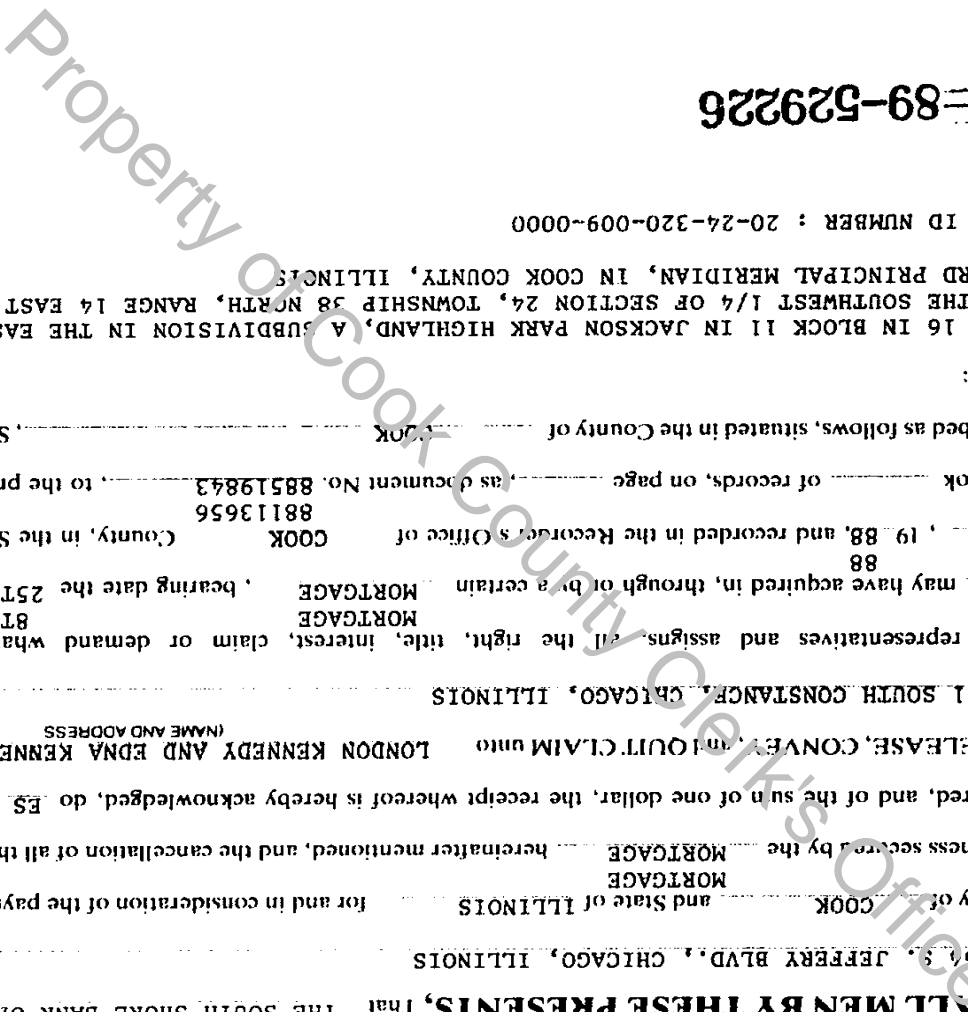 ALL MEN BY THESE PRESENTS, That THE SOUTH SHORE BANK OF
S. JEFFERY BLVD., CHICAGO, ILLINOIS
y of COOK and State of ILLINOIS for and in consideration of the pay
MORTGAGE
ness secured by the MORTGAGE hereinafter mentioned, and the cancellation of all th
red, and of the sum of one dollar, the receipt whereof is hereby acknowledged, do ES
ELEASE, CONVEY, and QUIT CLAIM unto LONDON KENNEDY AND EDNA KENNE
(NAME AND ADDRESS
1 SOUTH CONSTANCE, CHICAGO, ILLINOIS
representatives and assigns, all the right, title, interest, claim or demand wha
MORTGAGE 8T
may have acquired in, through or by a certain MORTGAGE , bearing date the 25T
88
, 19 88, and recorded in the Recorder's Office of COOK County, in the S
88113656
ok of records, on page , as document No. 88519843 , to the pr
bed as follows, situated in the County of COOK , S
:
16 IN BLOCK 11 IN JACKSON PARK HIGHLAND, A SUBDIVISION IN THE EAS
THE SOUTHWEST 1/4 OF SECTION 24, TOWNSHIP 38 NORTH, RANGE 14 EAST
RD PRINCIPAL MERIDIAN, IN COOK COUNTY, ILLINOIS
ID NUMBER : 20-24-320-009-0000
=89-529226
Property of Cook County Clerk's Office